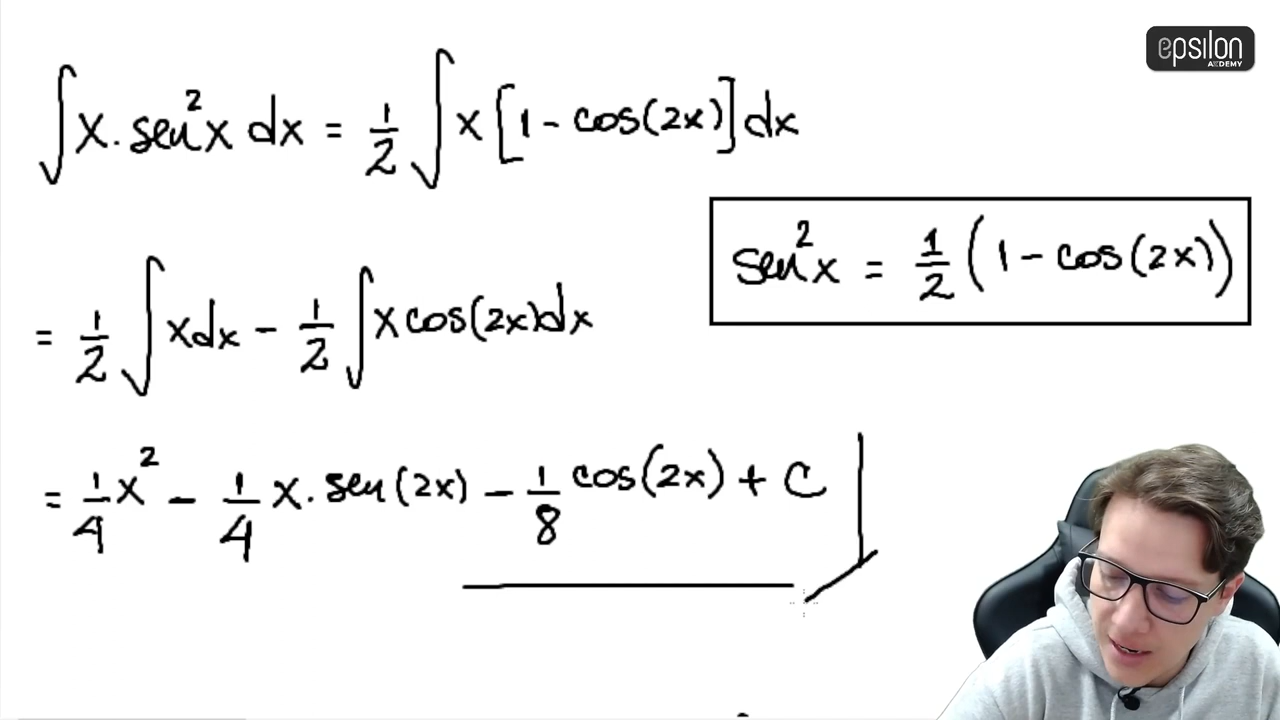 epsilon
AXDEMY
∫ x · sen²x dx = 1/2 ∫ x [1 - cos(2x)] dx
sen²x = 1/2 (1 - cos(2x))
= 1/2 ∫ x dx - 1/2 ∫ x cos(2x) dx
= 1/4 x² - 1/4 x · sen(2x) - 1/8 cos(2x) + C